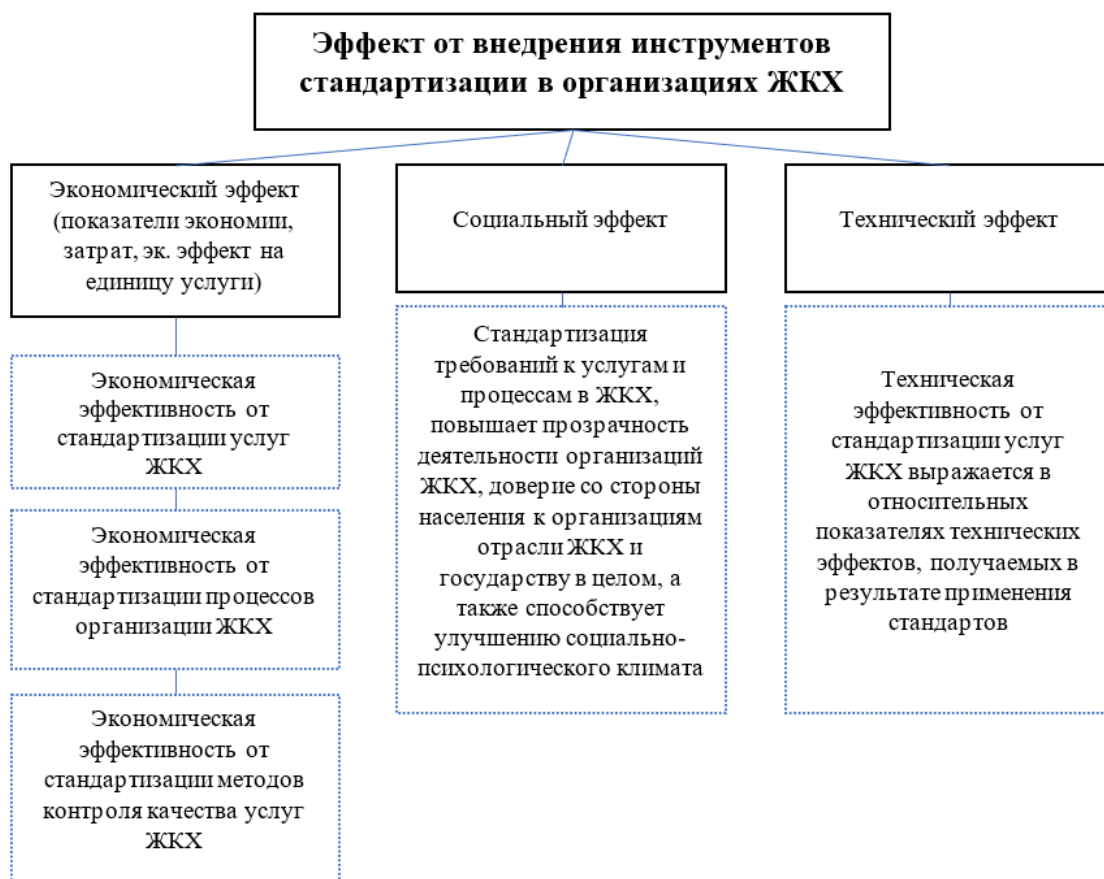 Эффект от внедрения инструментов
стандартизации в организациях ЖКХ
Экономический эффект
(показатели экономии,
затрат, эк. эффект на
единицу услуги)
Экономическая
эффективность от
стандартизации услуг
ЖКХ
Экономическая
эффективность от
стандартизации процессов
организации ЖКХ
Экономическая
эффективность от
стандартизации методов
контроля качества услуг
ЖКХ
Социальный эффект
Стандартизация
требований к услугам и
процессам в ЖКХ,
повышает прозрачность
деятельности организаций
ЖКХ, доверие со стороны
населения к организациям
отрасли ЖКХ и
государству в целом, а
также способствует
улучшению социально-
психологического климата
Технический эффект
Техническая
эффективность от
стандартизации услуг
ЖКХ выражается в
относительных
показателях технических
эффектов, получаемых в
результате применения
стандартов